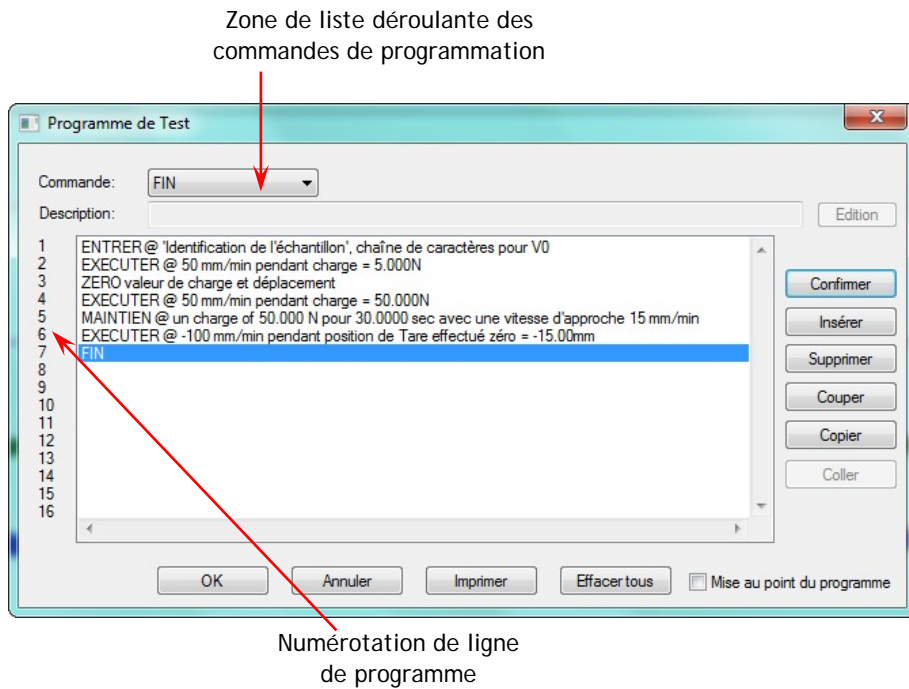 Zone de liste déroulante des
commandes de programmation
Programme de Test
Commande: FIN
Description: Edition
1 ENTRER @ 'Identification de l'échantillon', chaîne de caractères pour V0
2 EXECUTER @ 50 mm/min pendant charge = 5.000N
3 ZERO valeur de charge et déplacement
4 EXECUTER @ 50 mm/min pendant charge = 50.000N
5 MAINTIEN @ un charge of 50.000 N pour 30.0000 sec avec une vitesse d'approche 15 mm/min
6 EXECUTER @ -100 mm/min pendant position de Tare effectué zéro = -15.00mm
7 FIN
8
9
10
11
12
13
14
15
16
Confirmer
Insérer
Supprimer
Couper
Copier
Coller
OK Annuler Imprimer Effacer tous Mise au point du programme
Numérotation de ligne
de programme